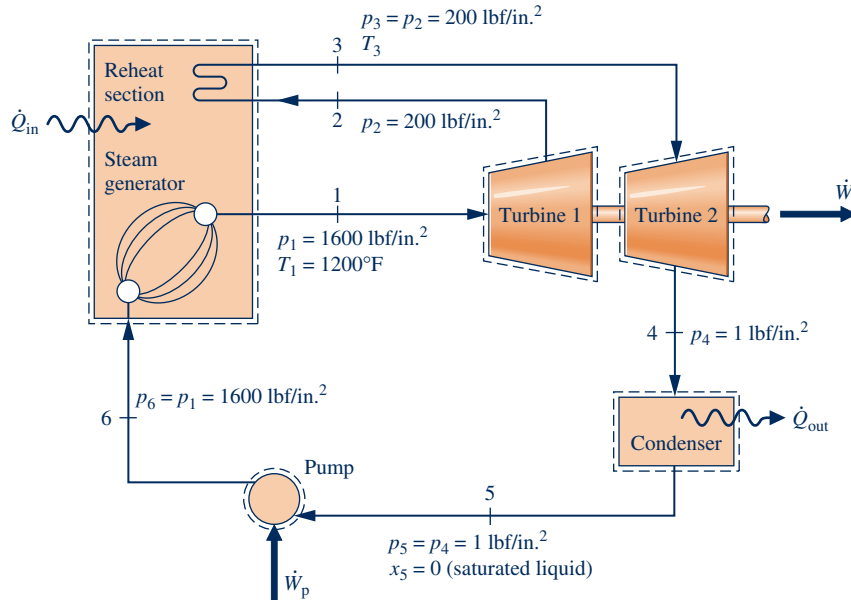 p₃ = p₂ = 200 lbf/in.²
3
T₃
Reheat
section
2
p₂ = 200 lbf/in.²
Q̇in
Steam
generator
1
Turbine 1
Turbine 2
Ẇ
p₁ = 1600 lbf/in.²
T₁ = 1200°F
4
p₄ = 1 lbf/in.²
p₆ = p₁ = 1600 lbf/in.²
6
Q̇out
Condenser
Pump
5
p₅ = p₄ = 1 lbf/in.²
x₅ = 0 (saturated liquid)
Ẇp